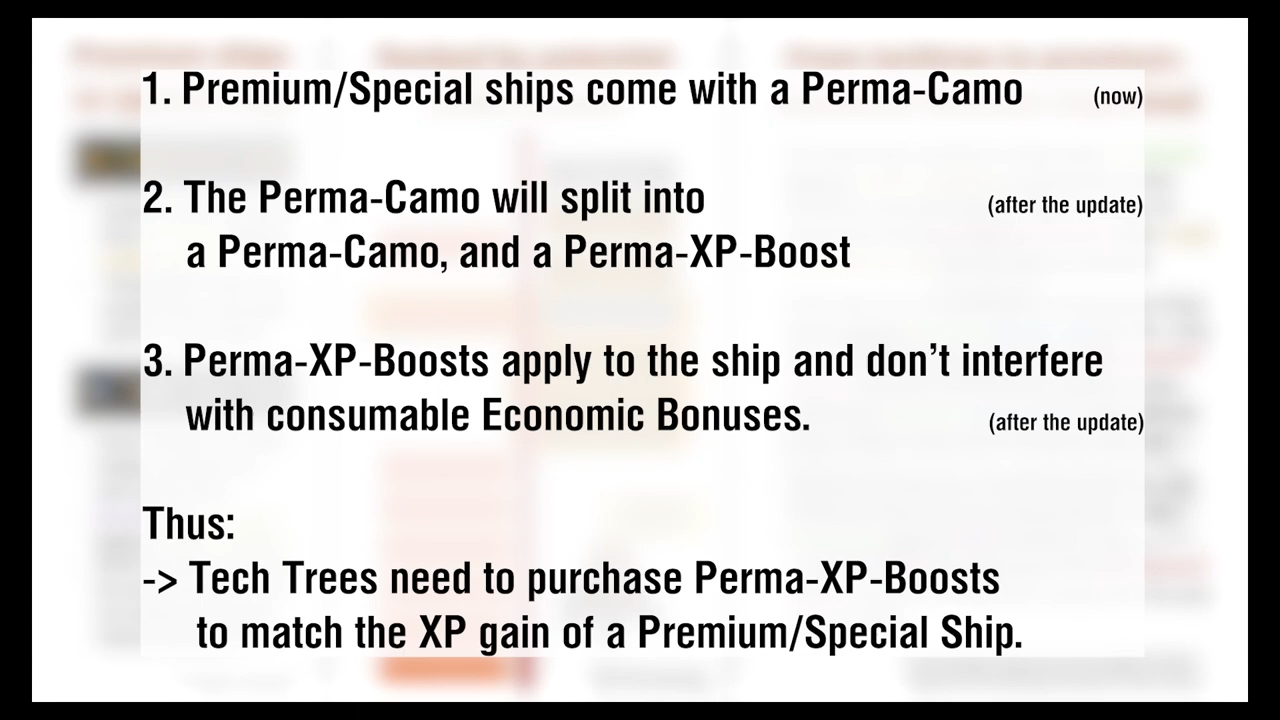 1. Premium/Special ships come with a Perma-Camo (now)
2. The Perma-Camo will split into (after the update)
a Perma-Camo, and a Perma-XP-Boost
3. Perma-XP-Boosts apply to the ship and don’t interfere
with consumable Economic Bonuses. (after the update)
Thus:
-> Tech Trees need to purchase Perma-XP-Boosts
to match the XP gain of a Premium/Special Ship.